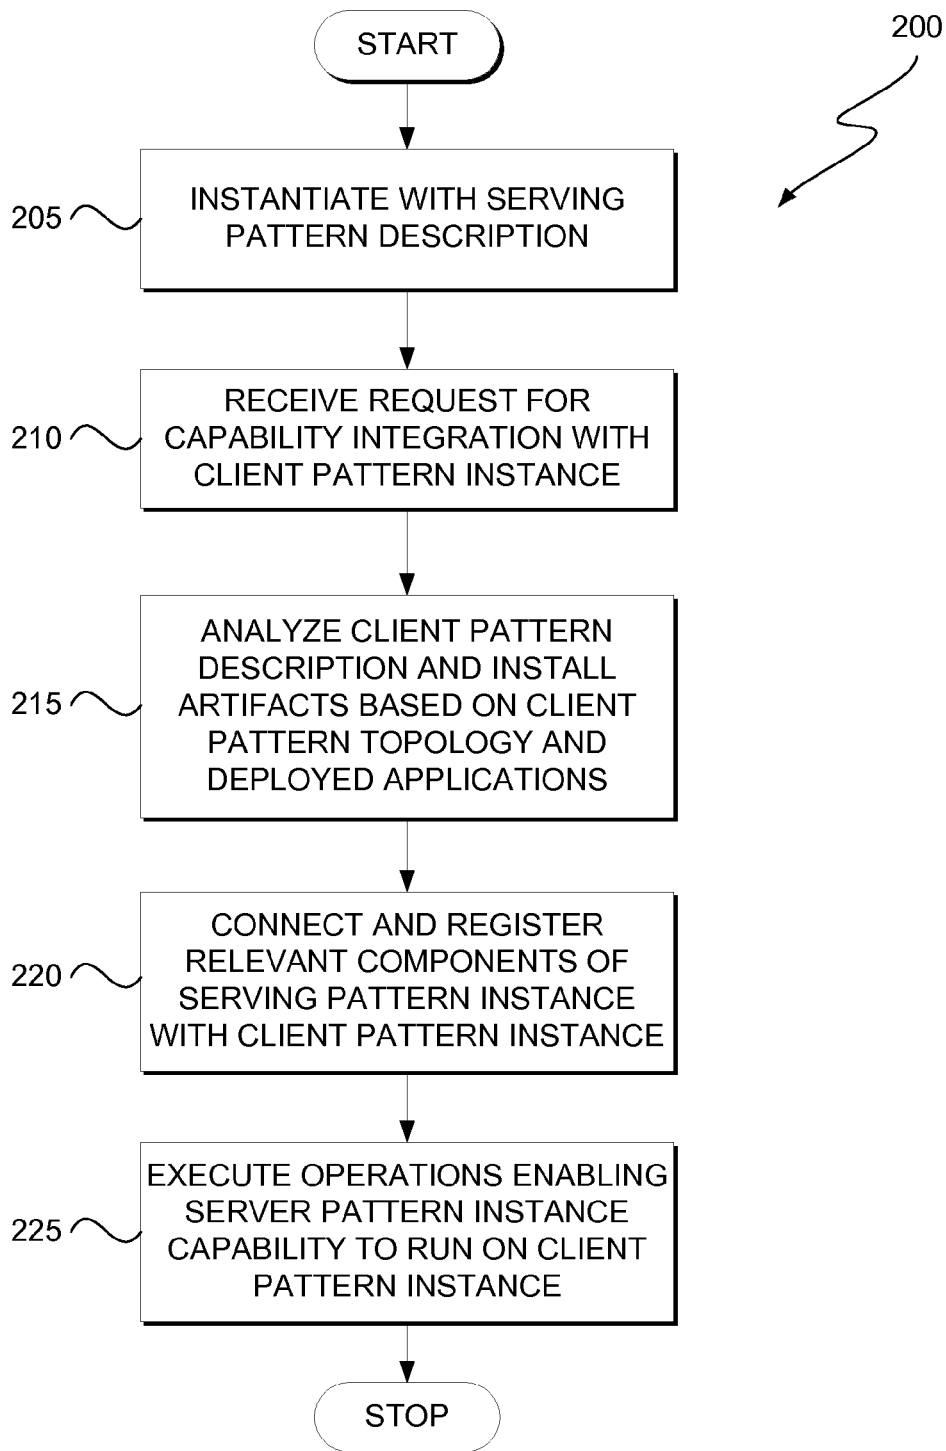 START
200
205
INSTANTIATE WITH SERVING
PATTERN DESCRIPTION
210
RECEIVE REQUEST FOR
CAPABILITY INTEGRATION WITH
CLIENT PATTERN INSTANCE
215
ANALYZE CLIENT PATTERN
DESCRIPTION AND INSTALL
ARTIFACTS BASED ON CLIENT
PATTERN TOPOLOGY AND
DEPLOYED APPLICATIONS
220
CONNECT AND REGISTER
RELEVANT COMPONENTS OF
SERVING PATTERN INSTANCE
WITH CLIENT PATTERN INSTANCE
225
EXECUTE OPERATIONS ENABLING
SERVER PATTERN INSTANCE
CAPABILITY TO RUN ON CLIENT
PATTERN INSTANCE
STOP